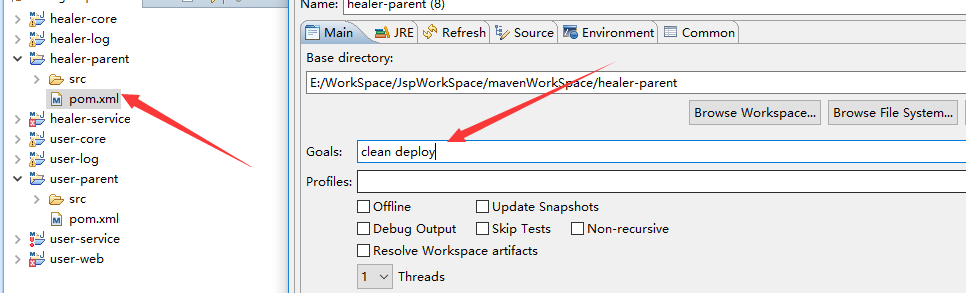 healer-core
healer-log
healer-parent
src
pom.xml
healer-service
user-core
user-log
user-parent
src
pom.xml
user-service
user-web
Name: healer-parent (8)
Main JRE Refresh Source Environment Common
Base directory:
E:/WorkSpace/JspWorkSpace/mavenWorkSpace/healer-parent
Browse Workspace... Browse File System...
Goals: clean deploy
Profiles:
Offline Update Snapshots
Debug Output Skip Tests Non-recursive
Resolve Workspace artifacts
1 Threads